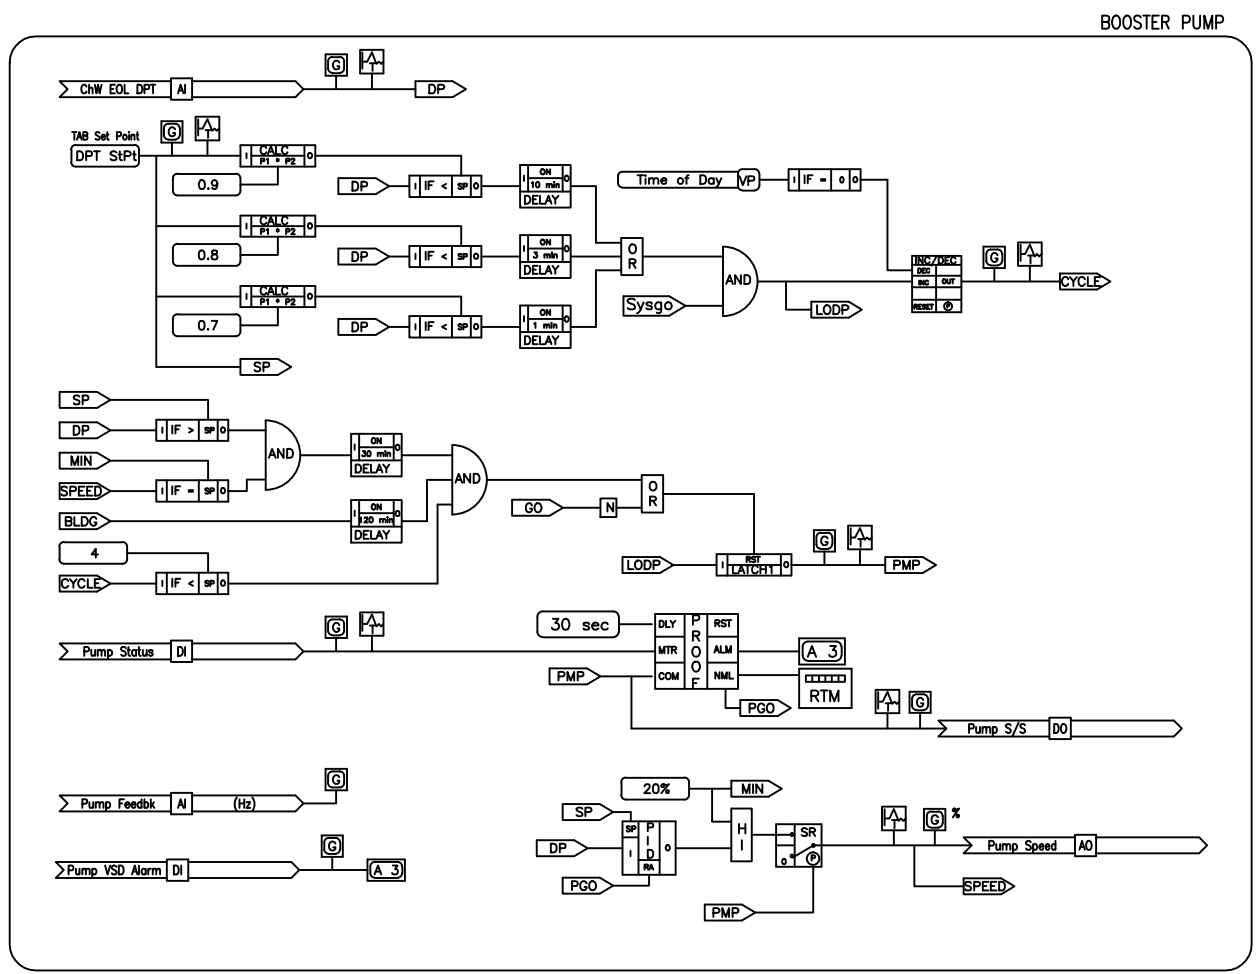 BOOSTER PUMP
G
ChW EOL DPT AI DP
TAB Set Point G
DPT StPt I CALC P1 * P2 O
0.9 DP I IF < SP O ON I 10 min O DELAY
Time of Day VP I IF = 0 O
I CALC P1 * P2 O
0.8 DP I IF < SP O ON I 3 min O DELAY OR
AND
INC/DEC
DEC
INC OUT
RESET P
G
CYCLE
I CALC P1 * P2 O
0.7 DP I IF < SP O ON I 1 min O DELAY
Sysgo
LODP
SP
SP
DP I IF > SP O
AND
ON
I 30 min O
DELAY
MIN
SPEED I IF = SP O
AND
BLDG
ON
I 120 min O
DELAY
GO N OR
4
CYCLE I IF < SP O
LODP I RST LATCH1 O G PMP
30 sec
DLY PROOF RST
MTR ALM
COM NML
A 3
RTM
G
Pump Status DI
PMP
PGO
G
Pump S/S DO
G
Pump Feedbk AI (Hz)
G
Pump VSD Alarm DI A 3
20% MIN
SP
DP
SP PID
I O
RA
PGO
HI
SR
O P
PMP
G %
Pump Speed AO
SPEED